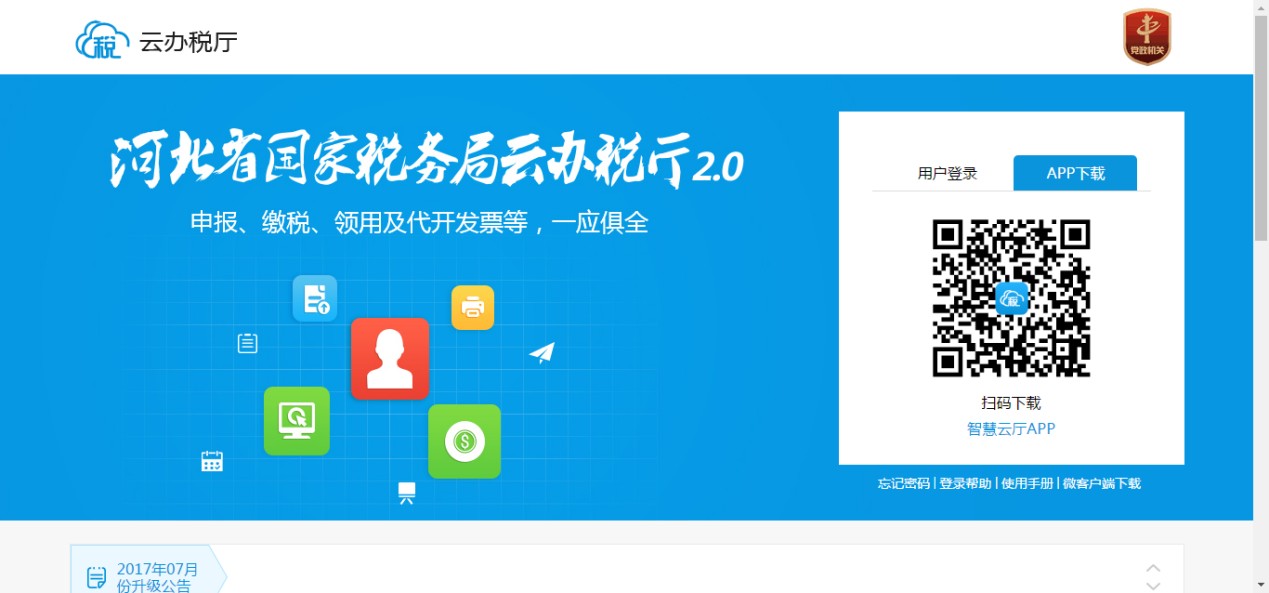 税
云办税厅
党政机关
河北省国家税务局云办税厅2.0
申报、缴税、领用及代开发票等，一应俱全
用户登录
APP下载
税
扫码下载
智慧云厅APP
忘记密码 | 登录帮助 | 使用手册 | 微客户端下载
2017年07月
份升级公告